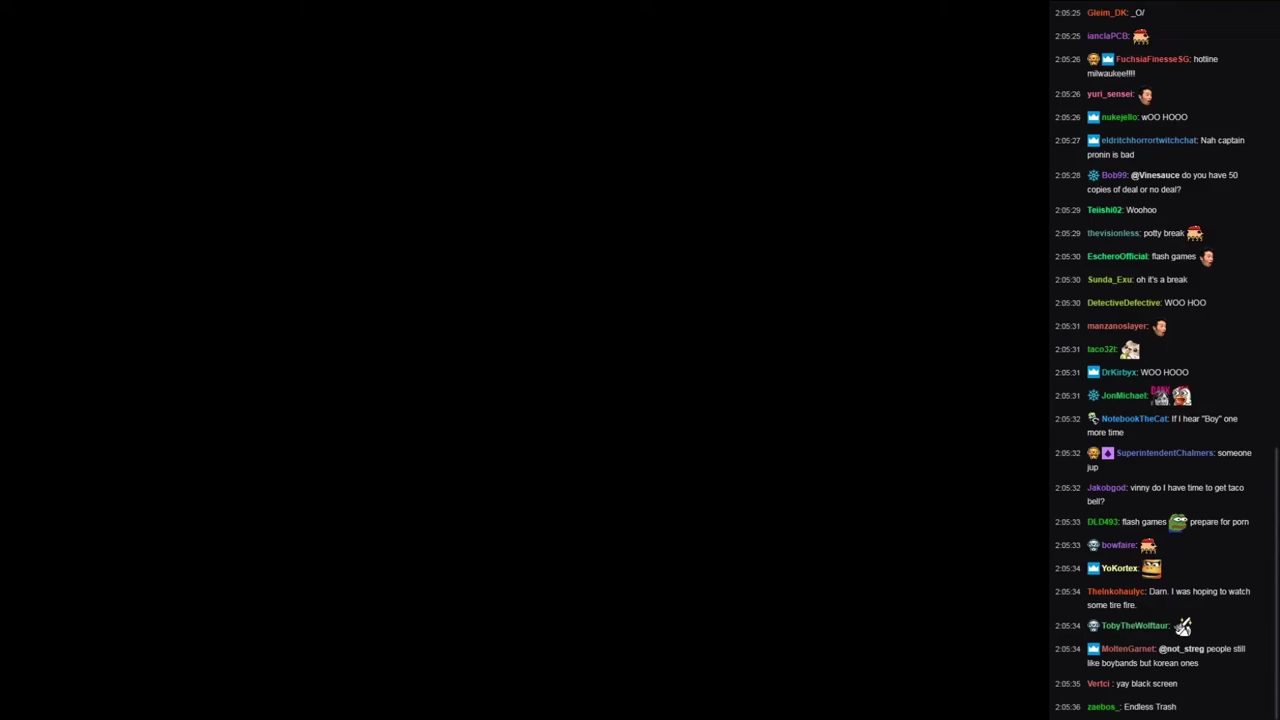 2:05:25 Gleim_DK: _O/
2:05:25 ianclaPCB:
2:05:26 FuchsiaFinesseSG: hotline
milwaukee!!!!!
2:05:26 yuri_sensei:
2:05:26 nukejello: wOO HOOO
2:05:27 eldritchhorrortwitchchat: Nah captain
pronin is bad
2:05:28 Bob99: @Vinesauce do you have 50
copies of deal or no deal?
2:05:29 Teiishi02: Woohoo
2:05:29 thevisionless: potty break
2:05:30 EscheroOfficial: flash games
2:05:30 Sunda_Exu: oh it's a break
2:05:30 DetectiveDefective: WOO HOO
2:05:31 manzanoslayer:
2:05:31 taco32l:
2:05:31 DrKirbyx: WOO HOOO
2:05:31 JonMichael: DARK
2:05:32 NotebookTheCat: If I hear "Boy" one
more time
2:05:32 SuperintendentChalmers: someone
jup
2:05:32 Jakobgod: vinny do I have time to get taco
bell?
2:05:33 DLD493: flash games prepare for porn
2:05:33 bowfaire:
2:05:34 YoKortex:
2:05:34 TheInkohaulyc: Darn. I was hoping to watch
some tire fire.
2:05:34 TobyTheWolftaur:
2:05:34 MoltenGarnet: @not_streg people still
like boybands but korean ones
2:05:35 Vertci : yay black screen
2:05:36 zaebos_: Endless Trash